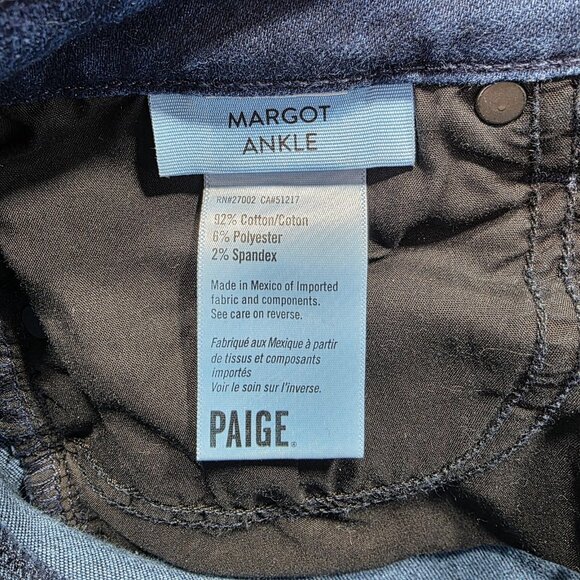 MARGOT
ANKLE
RN#27002 CA#51217
92% Cotton/Coton
6% Polyester
2% Spandex
Made in Mexico of Imported
fabric and components.
See care on reverse.
Fabriqué aux Mexique à partir
de tissus et composants
importés
Voir le soin sur l'inverse.
PAIGE®